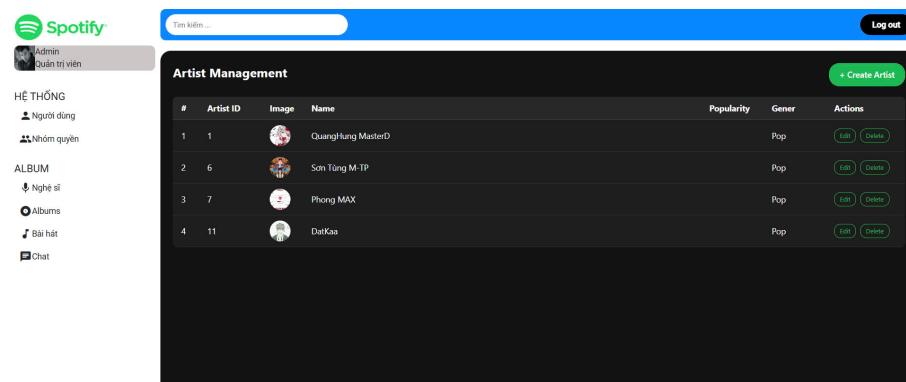 Spotify
Admin
Quản trị viên
HỆ THỐNG
Người dùng
Nhóm quyền
ALBUM
Nghệ sĩ
Albums
Bài hát
Chat
Tìm kiếm ...
Log out
Artist Management
+ Create Artist
# Artist ID Image Name Popularity Gener Actions
1 1 QuangHung MasterD Pop Edit Delete
2 6 Sơn Tùng M-TP Pop Edit Delete
3 7 Phong MAX Pop Edit Delete
4 11 DatKaa Pop Edit Delete